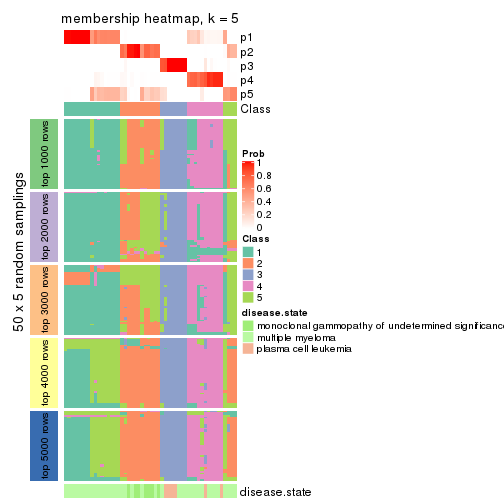 membership heatmap, k = 5
p1
p2
p3
p4
p5
Class
50 x 5 random samplings
top 1000 rows
top 2000 rows
top 3000 rows
top 4000 rows
top 5000 rows
disease.state
Prob
1
0.8
0.6
0.4
0.2
0
Class
1
2
3
4
5
disease.state
monoclonal gammopathy of undetermined significance
multiple myeloma
plasma cell leukemia